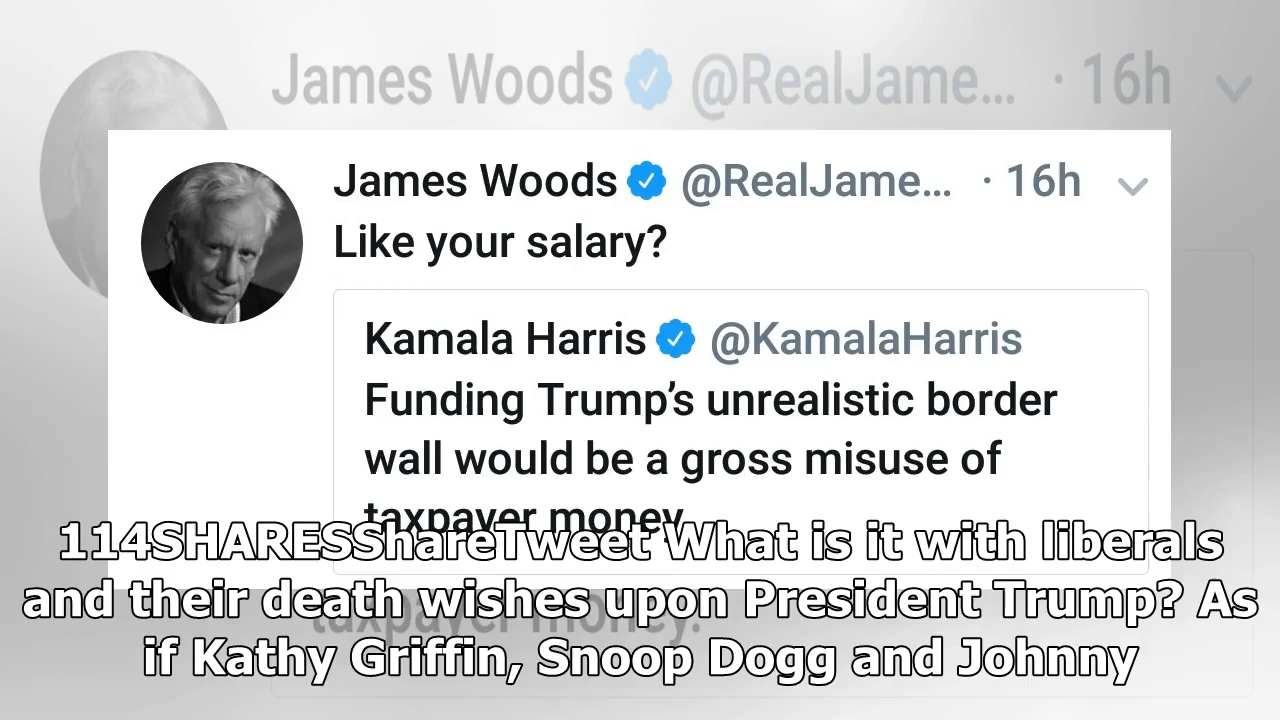 James Woods @RealJame... · 16h
James Woods @RealJame... · 16h
Like your salary?
Kamala Harris @KamalaHarris
Funding Trump’s unrealistic border
wall would be a gross misuse of
taxpayer money.
114SHARESShareTweet What is it with liberals
and their death wishes upon President Trump? As
taxpayer money.
if Kathy Griffin, Snoop Dogg and Johnny